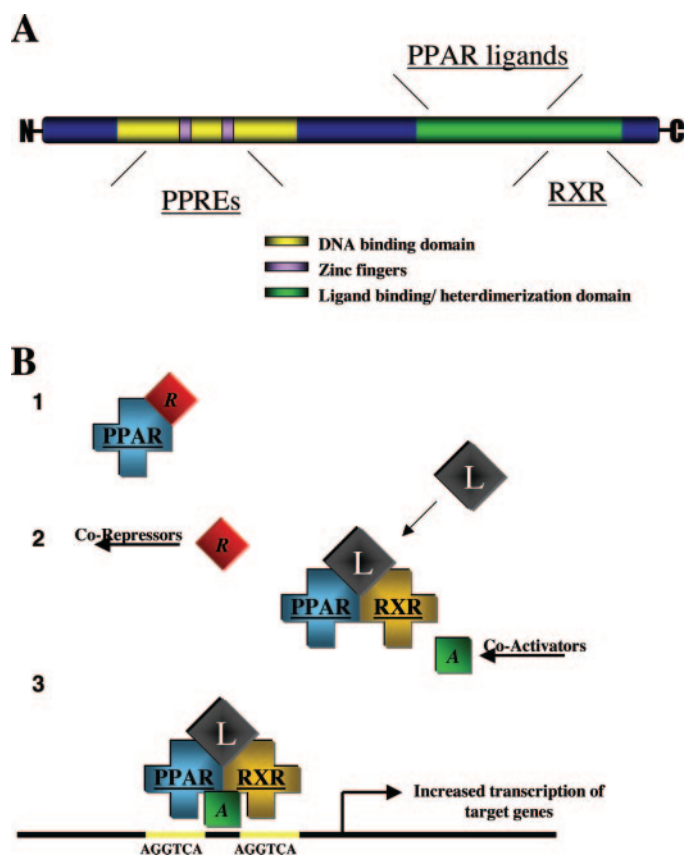 A
PPAR ligands
N
C
PPREs
RXR
DNA binding domain
Zinc fingers
Ligand binding/ heterdimerization domain
B
1
R
PPAR
L
2
Co-Repressors
R
L
PPAR
RXR
A
Co-Activators
3
L
PPAR
RXR
A
Increased transcription of
target genes
AGGTCA
AGGTCA